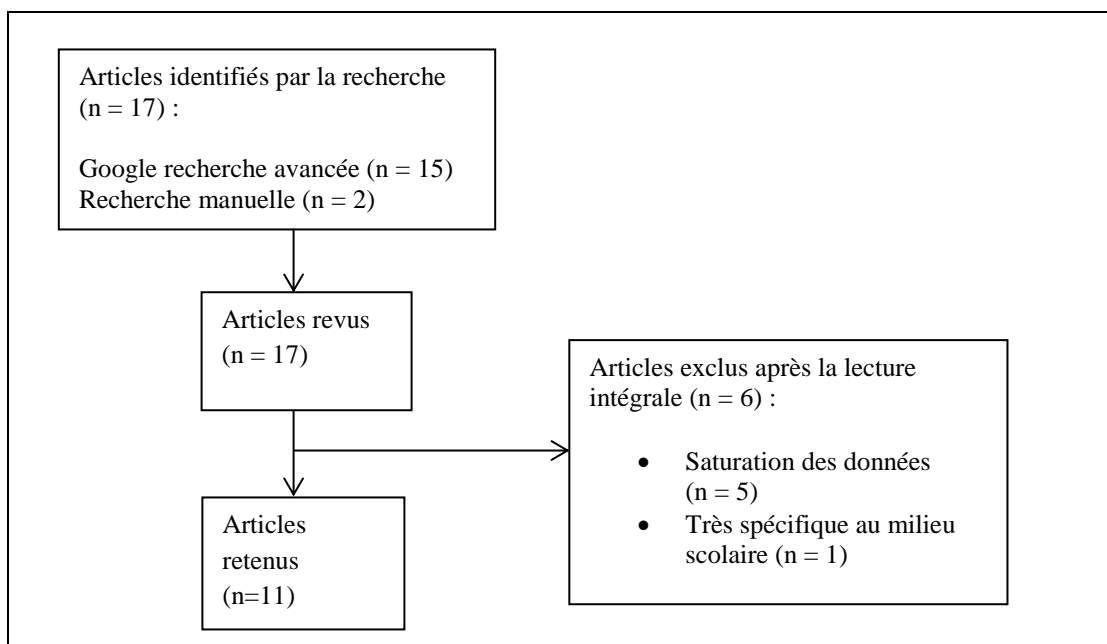 Articles identifiés par la recherche
(n = 17) :
Google recherche avancée (n = 15)
Recherche manuelle (n = 2)
Articles revus
(n = 17)
Articles exclus après la lecture
intégrale (n = 6) :
• Saturation des données
(n = 5)
• Très spécifique au milieu
scolaire (n = 1)
Articles
retenus
(n=11)